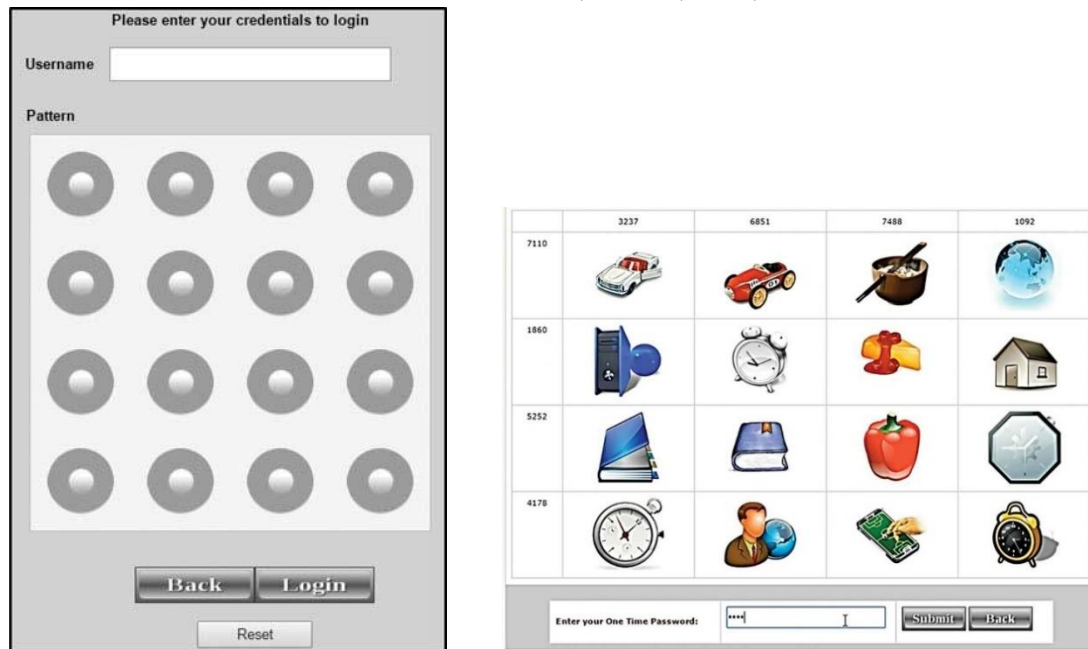 Please enter your credentials to login
Username
Pattern
Back Login
Reset
3237 6851 7488 1092
7110
1860
5252
4178
Enter your One Time Password:
Submit Back